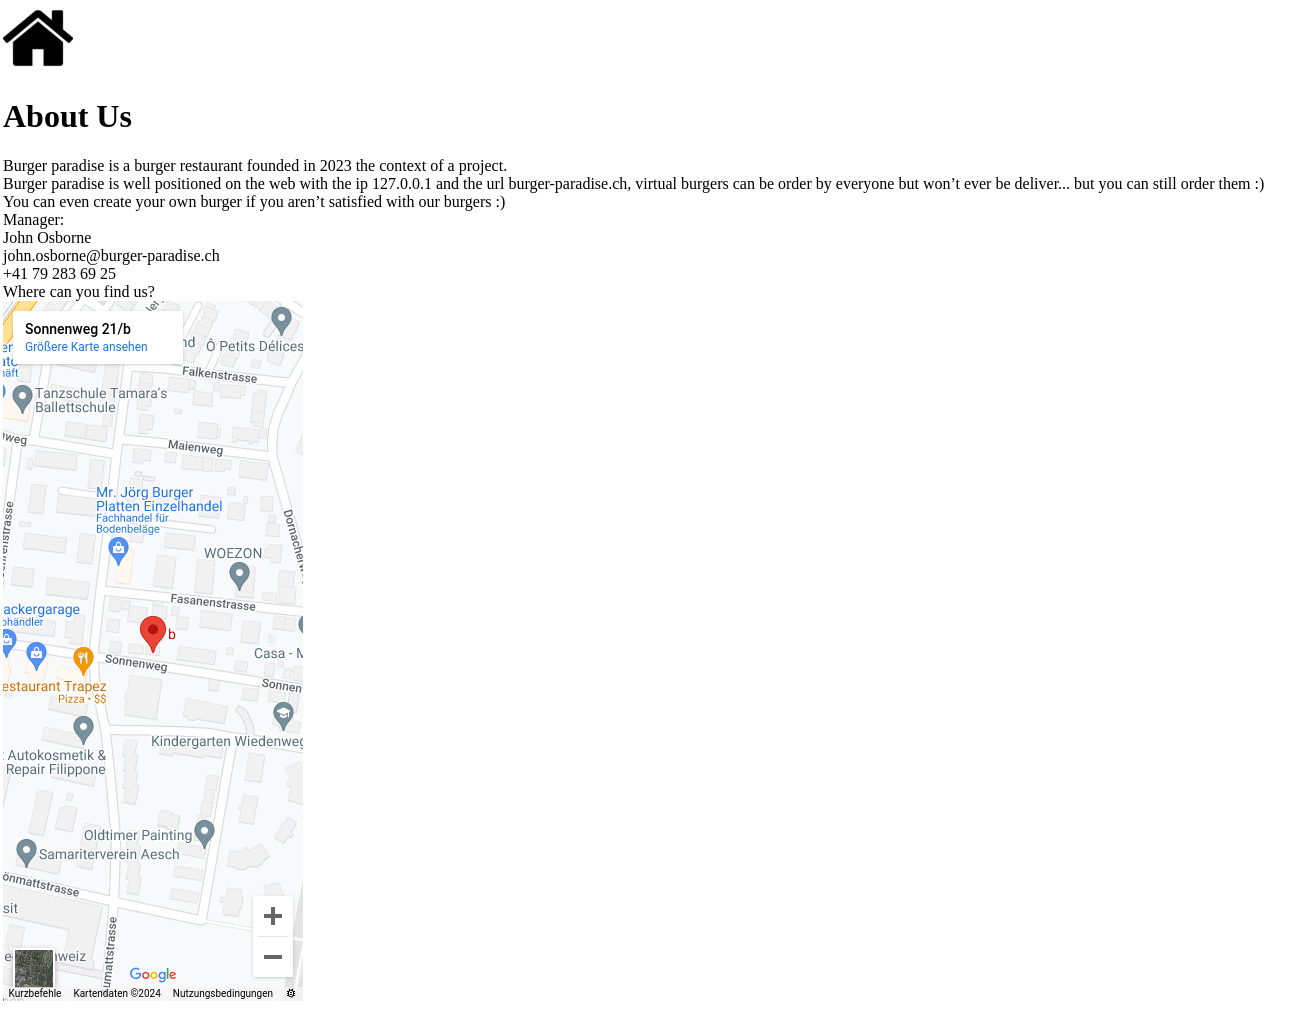 About Us
Burger paradise is a burger restaurant founded in 2023 the context of a project.
Burger paradise is well positioned on the web with the ip 127.0.0.1 and the url burger-paradise.ch, virtual burgers can be order by everyone but won’t ever be deliver... but you can still order them :)
You can even create your own burger if you aren’t satisfied with our burgers :)
Manager:
John Osborne
john.osborne@burger-paradise.ch
+41 79 283 69 25
Where can you find us?
Sonnenweg 21/b
Größere Karte ansehen
Ô Petits Délices
Falkenstrasse
Tanzschule Tamara's
Ballettschule
Maienweg
Mr. Jörg Burger
Platten Einzelhandel
Fachhandel für
Bodenbeläge
WOEZON
Fasanenstrasse
ackergarage
b
Casa - M
Sonnenweg
Sonnen
estaurant Trapez
Pizza • $$
Kindergarten Wiedenweg
Autokosmetik &
Repair Filippone
Oldtimer Painting
Samariterverein Aesch
önmattstrasse
sit
umattstrasse
Google
Kurzbefehle
Kartendaten ©2024
Nutzungsbedingungen